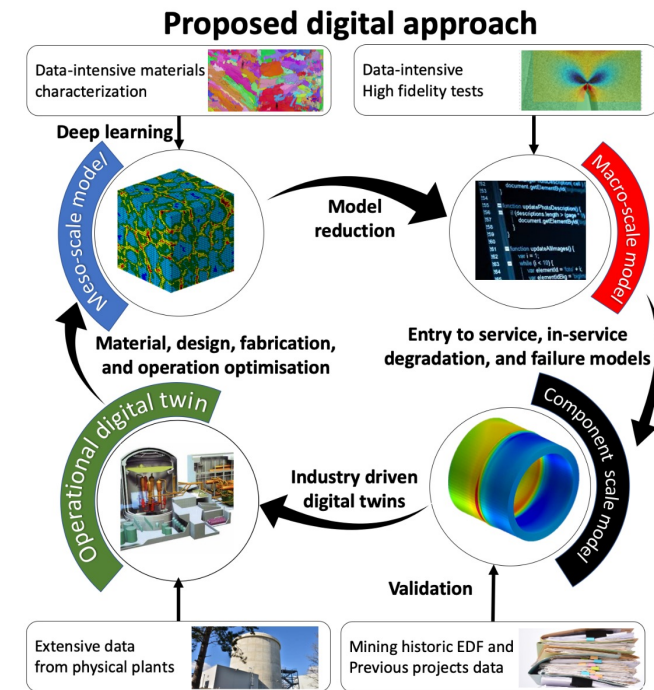 Proposed digital approach
Data-intensive materials
characterization
Data-intensive
High fidelity tests
Deep learning
Meso-scale model
Model
reduction
Macro-scale model
Material, design, fabrication,
and operation optimisation
Entry to service, in-service
degradation, and failure models
Operational digital twin
Industry driven
digital twins
Component scale model
Validation
Extensive data
from physical plants
Mining historic EDF and
Previous projects data